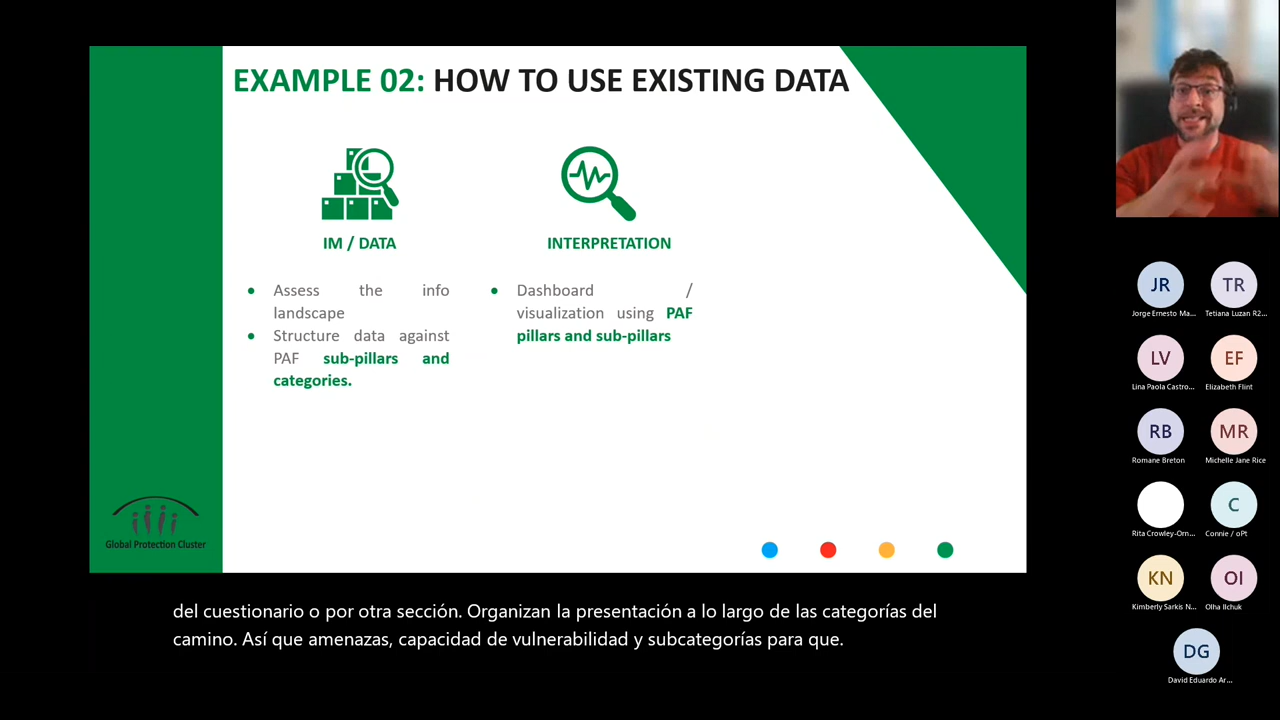 EXAMPLE 02: HOW TO USE EXISTING DATA
IM / DATA
• Assess the info
landscape
• Structure data against
PAF sub-pillars and
categories.
INTERPRETATION
• Dashboard /
visualization using PAF
pillars and sub-pillars
Global Protection Cluster
del cuestionario o por otra sección. Organizan la presentación a lo largo de las categorías del
camino. Así que amenazas, capacidad de vulnerabilidad y subcategorías para que.
JR
Jorge Ernesto Ma...
TR
Tetiana Luzan R2...
LV
Lina Paola Castro...
EF
Elizabeth Flint
RB
Romane Breton
MR
Michelle Jane Rice
Rita Crowley-Orn...
C
Connie / oPt
KN
Kimberly Sarkis N...
OI
Olha Ilchuk
DG
David Eduardo Ar...